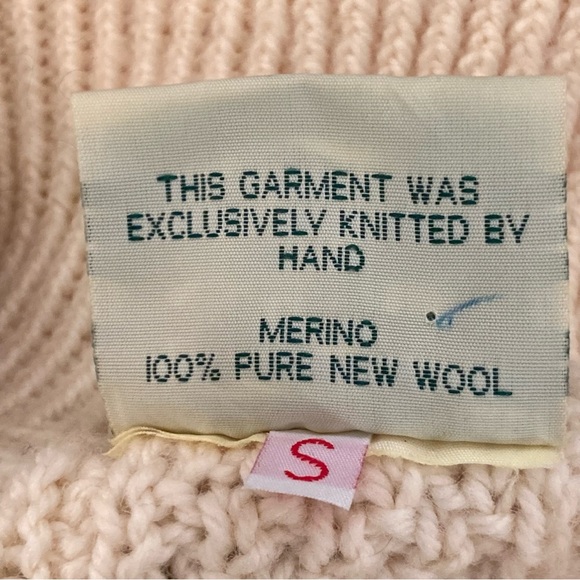 THIS GARMENT WAS
EXCLUSIVELY KNITTED BY
HAND
MERINO
100% PURE NEW WOOL
S